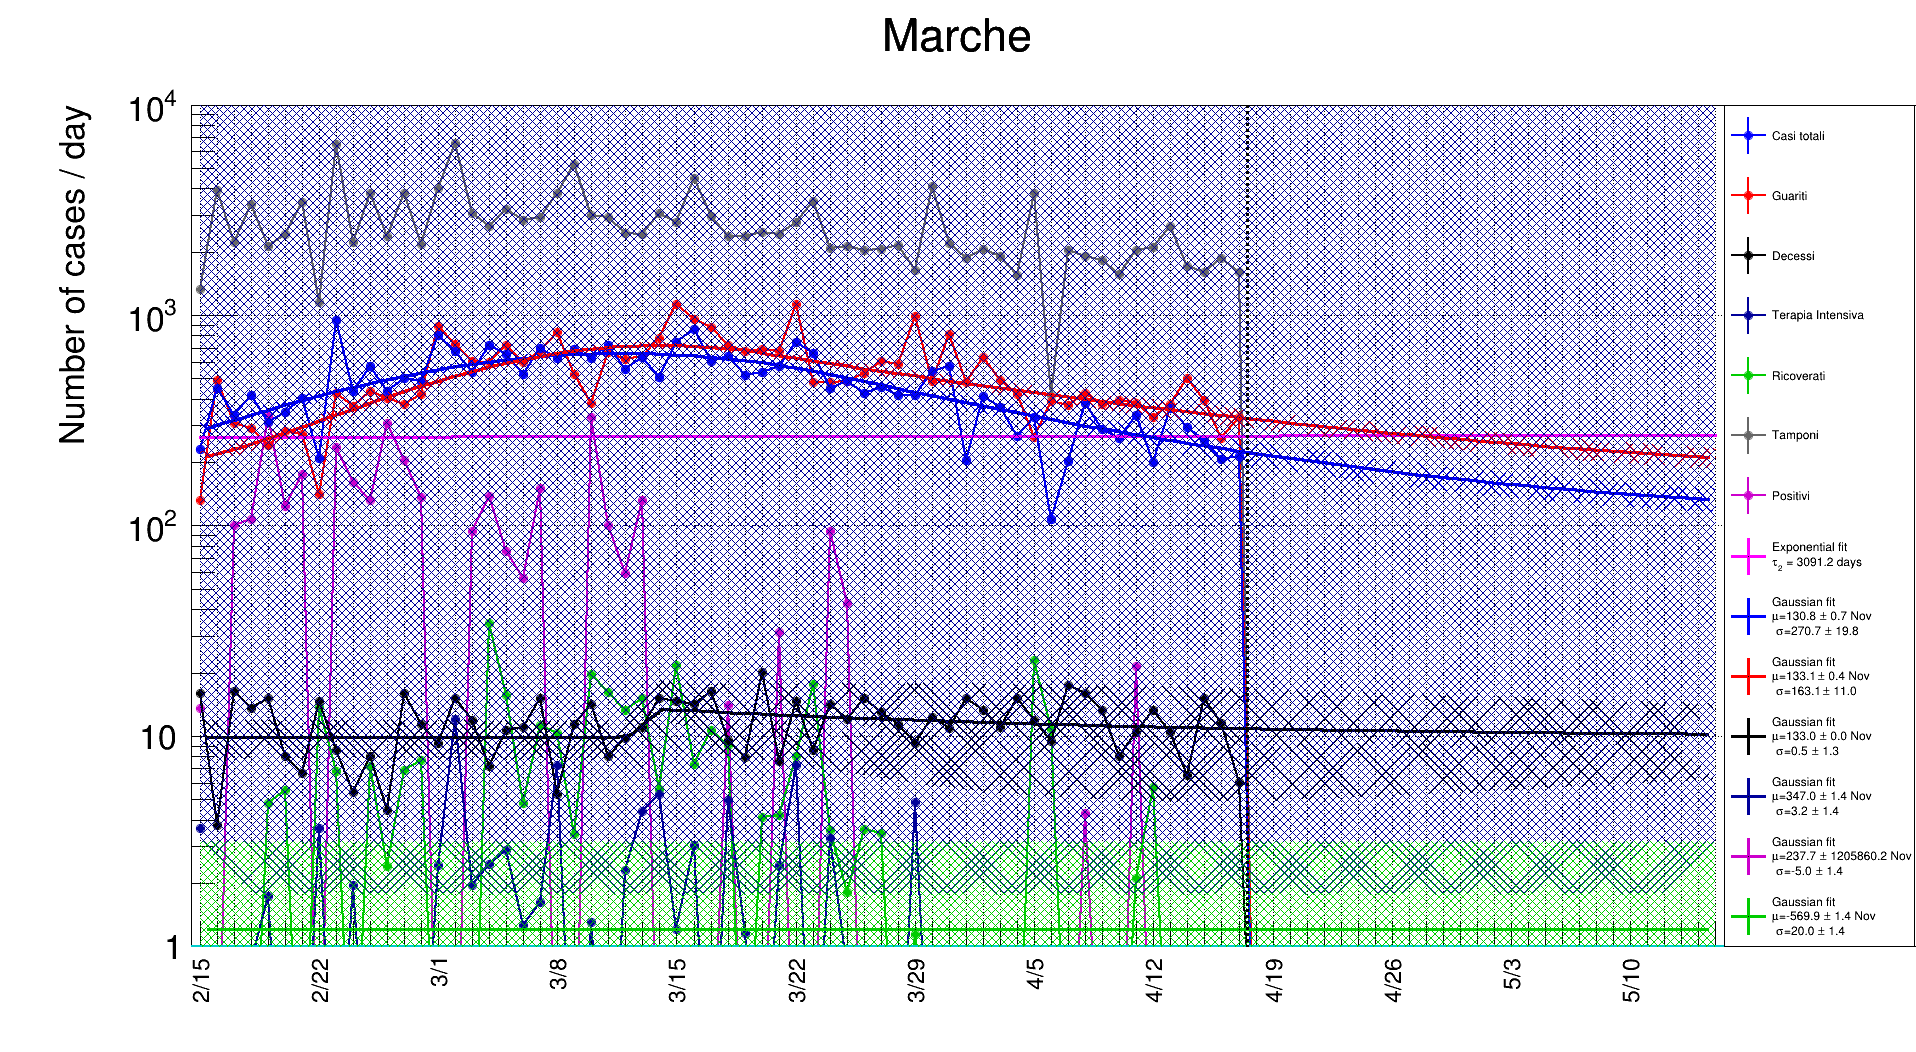 Marche
Number of cases / day
10^4
10^3
10^2
10
1
2/15
2/22
3/1
3/8
3/15
3/22
3/29
4/5
4/12
4/19
4/26
5/3
5/10
Casi totali
Guariti
Decessi
Terapia Intensiva
Ricoverati
Tamponi
Positivi
Exponential fit
τ2 = 3091.2 days
Gaussian fit
μ=130.8 ± 0.7 Nov
σ=270.7 ± 19.8
Gaussian fit
μ=133.1 ± 0.4 Nov
σ=163.1 ± 11.0
Gaussian fit
μ=133.0 ± 0.0 Nov
σ=0.5 ± 1.3
Gaussian fit
μ=347.0 ± 1.4 Nov
σ=3.2 ± 1.4
Gaussian fit
μ=237.7 ± 1205860.2 Nov
σ=-5.0 ± 1.4
Gaussian fit
μ=-569.9 ± 1.4 Nov
σ=20.0 ± 1.4